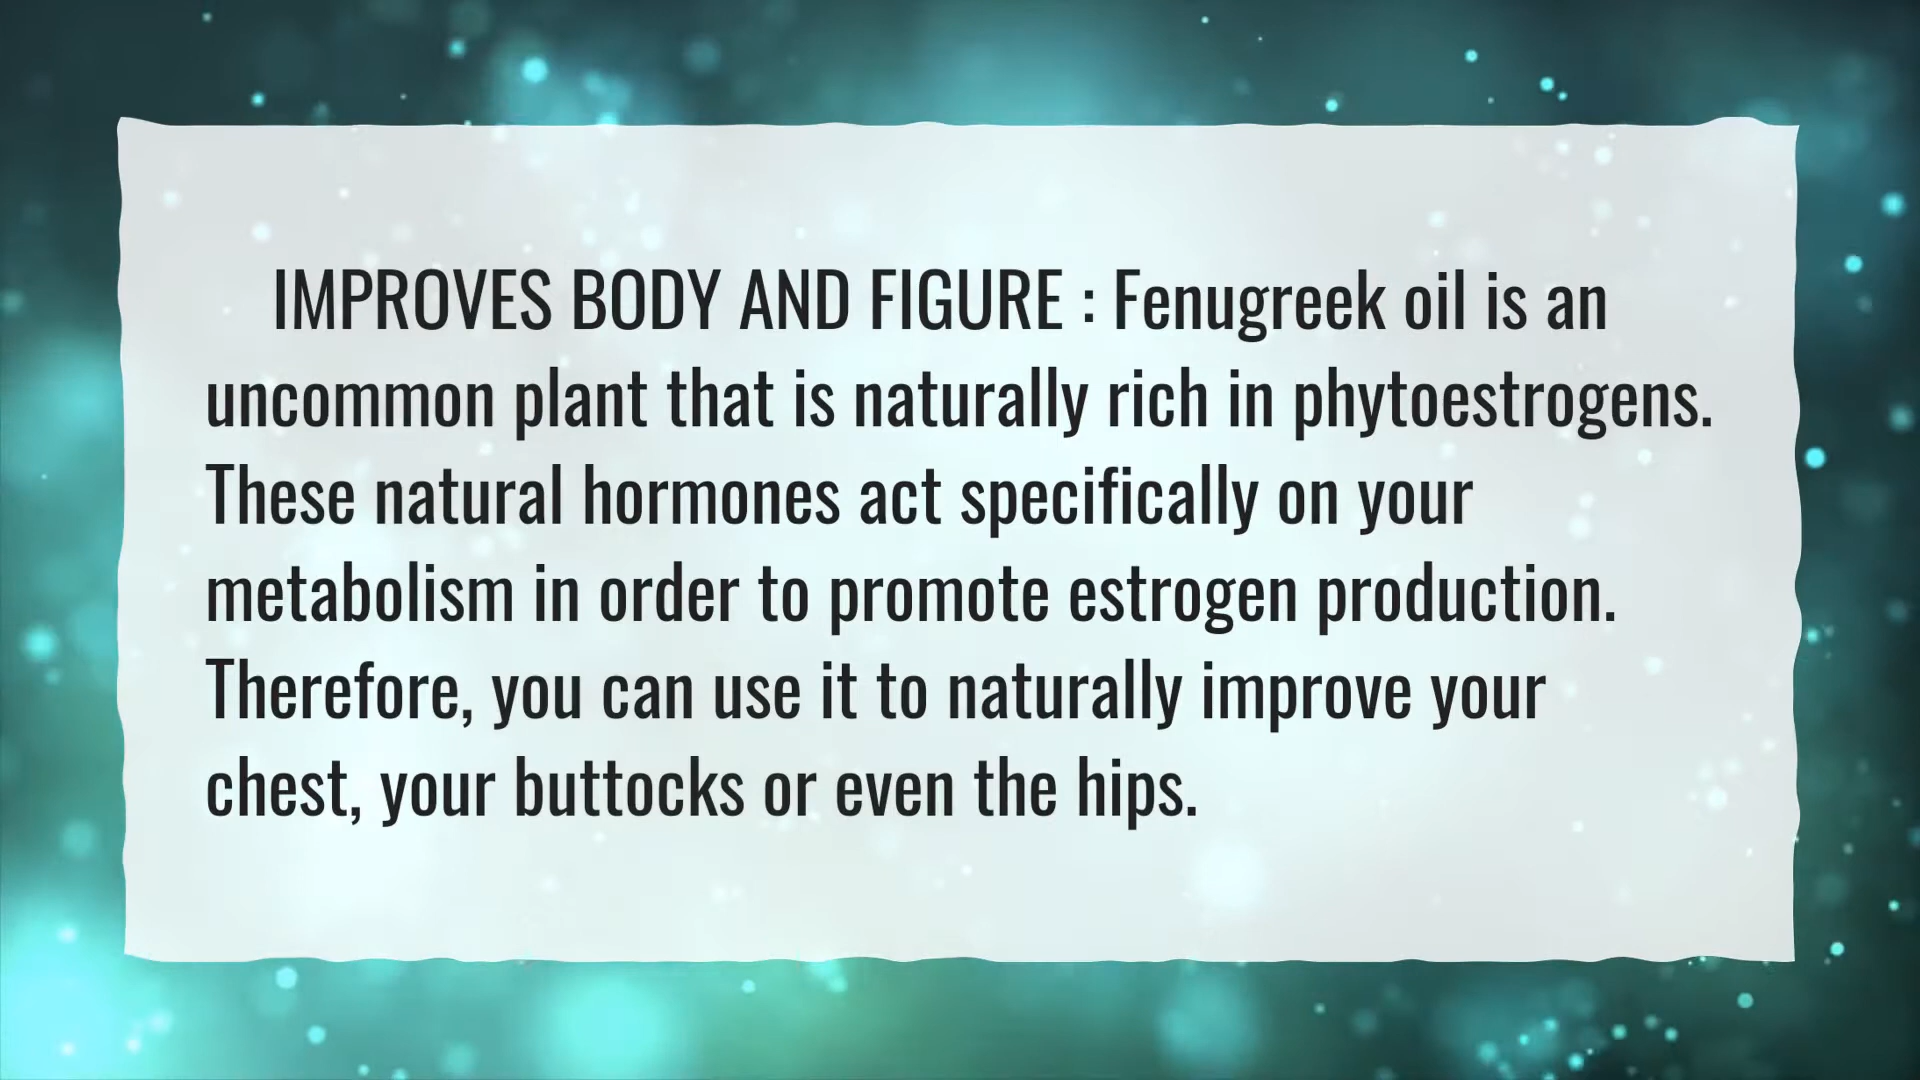 IMPROVES BODY AND FIGURE : Fenugreek oil is an
uncommon plant that is naturally rich in phytoestrogens.
These natural hormones act specifically on your
metabolism in order to promote estrogen production.
Therefore, you can use it to naturally improve your
chest, your buttocks or even the hips.